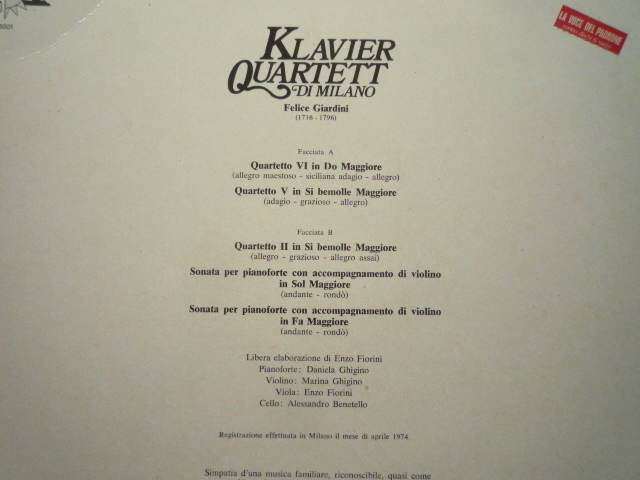 LA VOCE DEL PADRONE
KLAVIER
QUARTETT
DI MILANO
Felice Giardini
(1716 - 1796)
Facciata A
Quartetto VI in Do Maggiore
(allegro maestoso - siciliana adagio - allegro)
Quartetto V in Si bemolle Maggiore
(adagio - grazioso - allegro)
Facciata B
Quartetto II in Si bemolle Maggiore
(allegro - grazioso - allegro assai)
Sonata per pianoforte con accompagnamento di violino
in Sol Maggiore
(andante - rondò)
Sonata per pianoforte con accompagnamento di violino
in Fa Maggiore
(andante - rondò)
Libera elaborazione di Enzo Fiorini
Pianoforte: Daniela Ghigino
Violino: Marina Ghigino
Viola: Enzo Fiorini
Cello: Alessandro Benetello
Registrazione effettuata in Milano il mese di aprile 1974
Simpatia d'una musica familiare, riconoscibile, quasi come